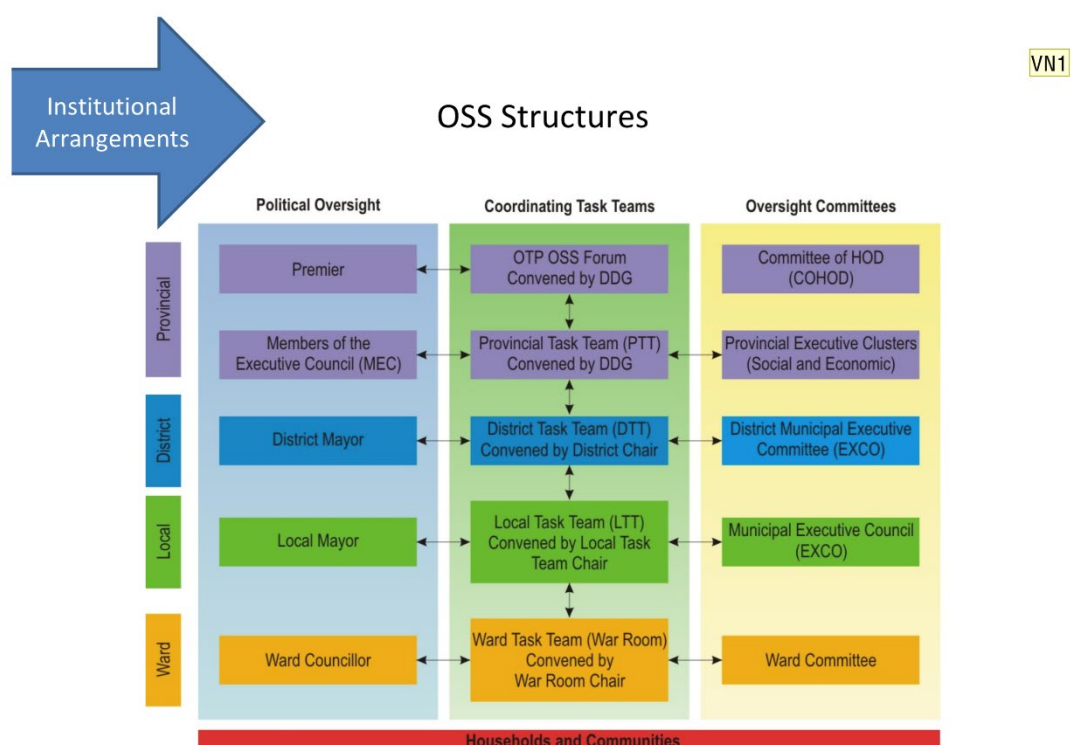 VN1
Institutional
Arrangements
OSS Structures
Political Oversight
Coordinating Task Teams
Oversight Committees
Provincial
Premier
OTP OSS Forum
Convened by DDG
Committee of HOD
(COHOD)
Members of the
Executive Council (MEC)
Provincial Task Team (PTT)
Convened by DDG
Provincial Executive Clusters
(Social and Economic)
District
District Mayor
District Task Team (DTT)
Convened by District Chair
District Municipal Executive
Committee (EXCO)
Local
Local Mayor
Local Task Team (LTT)
Convened by Local Task
Team Chair
Municipal Executive Council
(EXCO)
Ward
Ward Councillor
Ward Task Team (War Room)
Convened by
War Room Chair
Ward Committee
Households and Communities